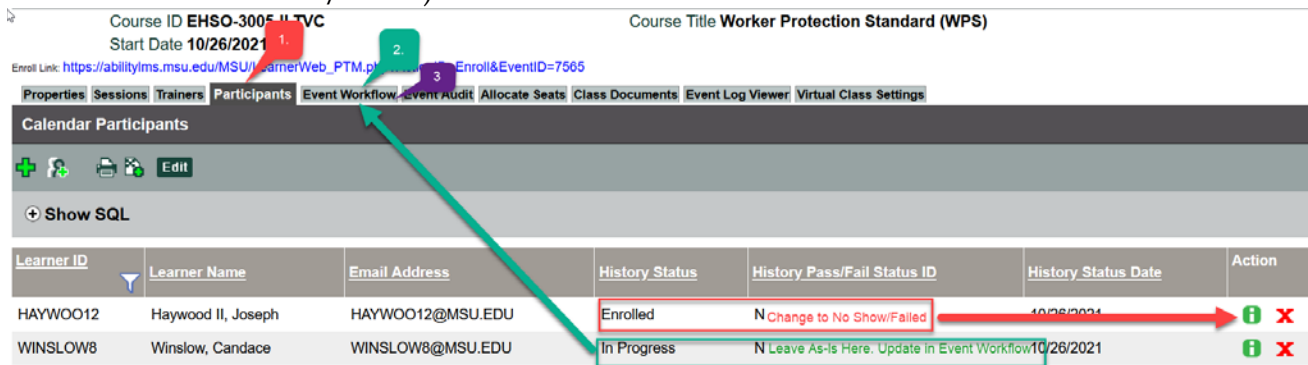 Course ID EHSO-3005-ILTVC Course Title Worker Protection Standard (WPS)
Start Date 10/26/2021
1.
2.
Enroll Link: https://abilitylms.msu.edu/MSU/LearnerWeb_PTM.ph Enroll&EventID=7565
3
Properties Sessions Trainers Participants Event Workflow Event Audit Allocate Seats Class Documents Event Log Viewer Virtual Class Settings
Calendar Participants
Edit
Show SQL
Learner ID Learner Name Email Address History Status History Pass/Fail Status ID History Status Date Action
HAYWOO12 Haywood II, Joseph HAYWOO12@MSU.EDU Enrolled N Change to No Show/Failed 10/26/2021 X
WINSLOW8 Winslow, Candace WINSLOW8@MSU.EDU In Progress N Leave As-Is Here. Update in Event Workflow 10/26/2021 X